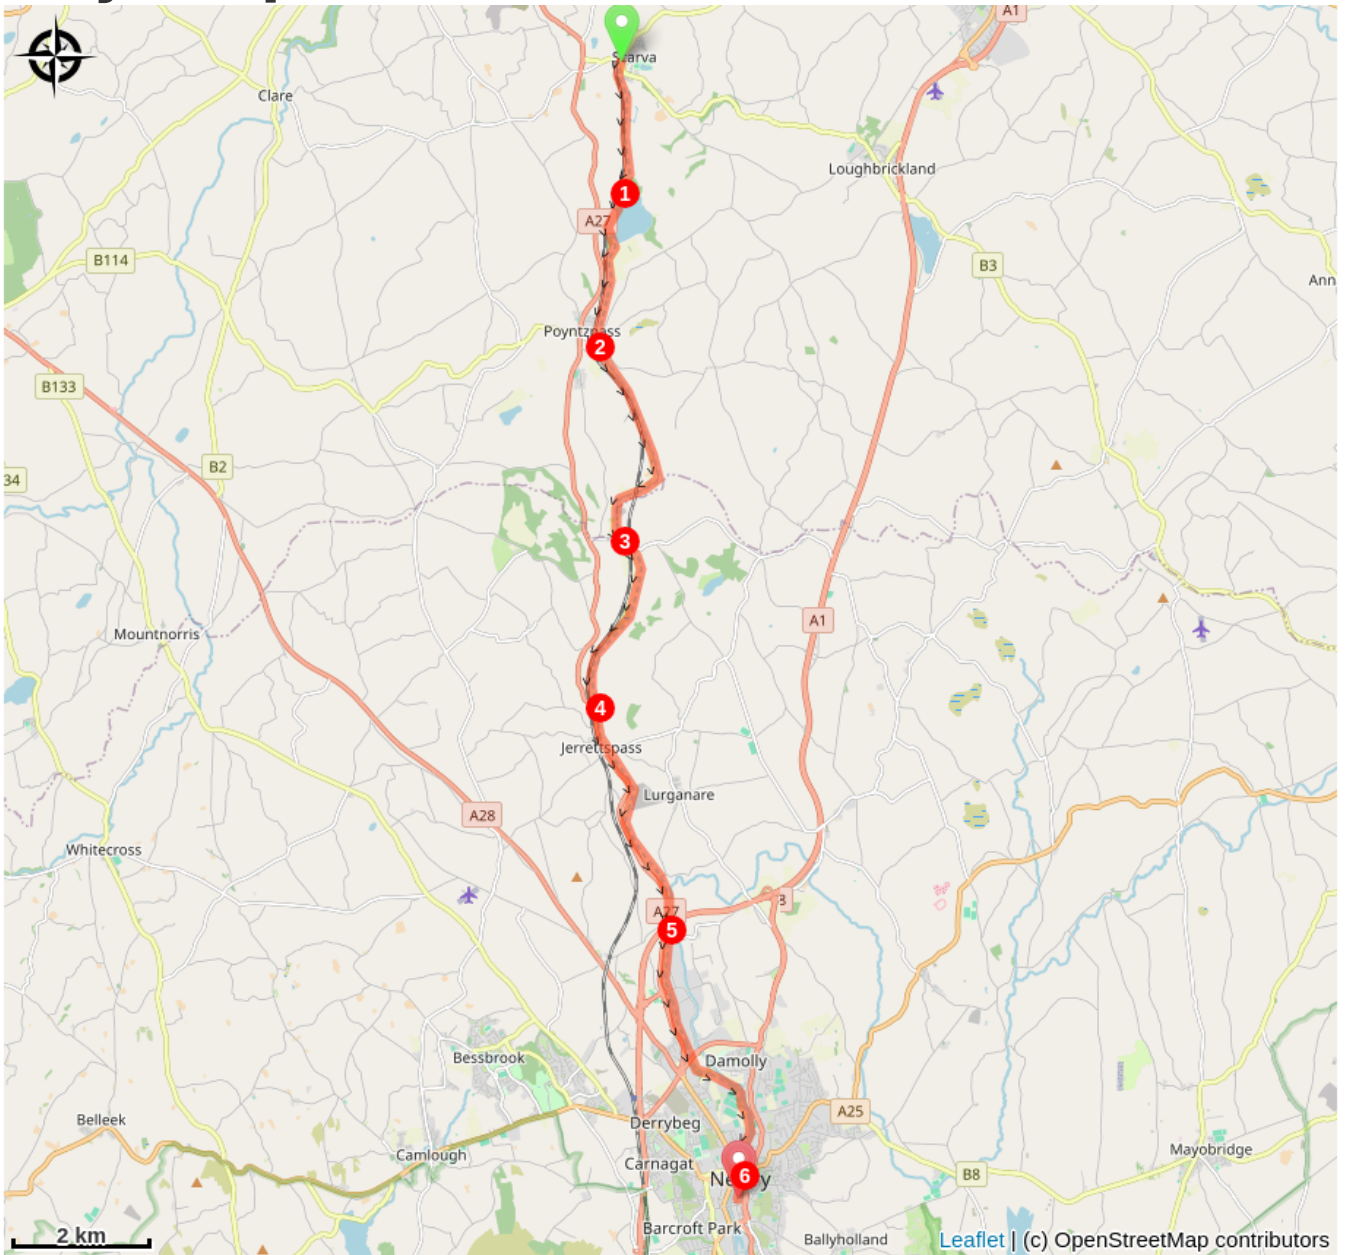 A1
Scarva
Clare
Loughbrickland
1
A27
B114
B3
Ann
Poyntzpass
2
B133
B2
34
3
A1
Mountnorris
4
Jerrettspass
Lurganare
A28
Whitecross
A27
5
Bessbrook
Damolly
Belleek
A25
Derrybeg
Camlough
Carnagat
Mayobridge
B8
6
Barcroft Park
Ballyholland
2 km
Leaflet | (c) OpenStreetMap contributors